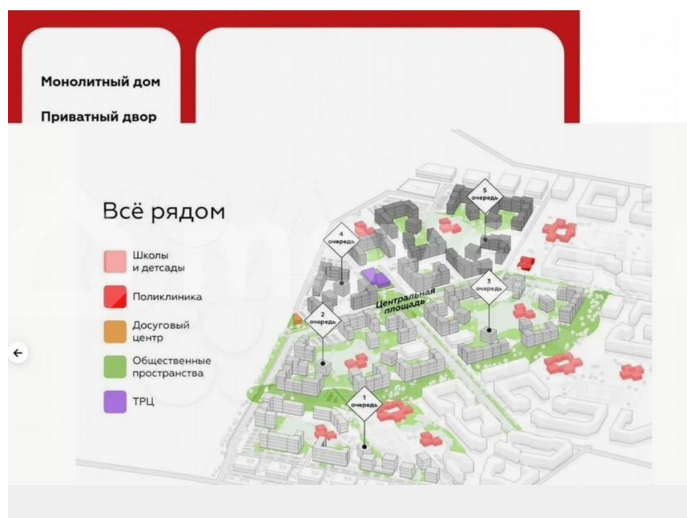 Монолитный дом
Приватный двор
Всё рядом
Школы
и детсады
Поликлиника
Досуговый
центр
Общественные
пространства
ТРЦ
5
очередь
4
очередь
3
очередь
Центральная
площадь
2
очередь
1
очередь